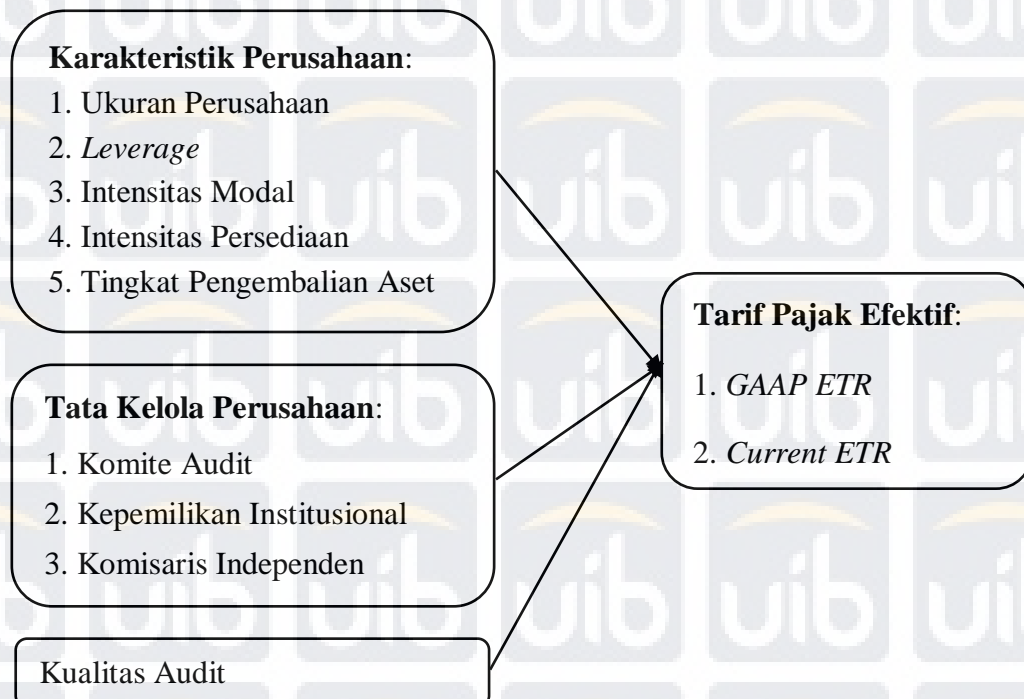 Karakteristik Perusahaan:
1. Ukuran Perusahaan
2. Leverage
3. Intensitas Modal
4. Intensitas Persediaan
5. Tingkat Pengembalian Aset
Tata Kelola Perusahaan:
1. Komite Audit
2. Kepemilikan Institusional
3. Komisaris Independen
Kualitas Audit
Tarif Pajak Efektif:
1. GAAP ETR
2. Current ETR
uib